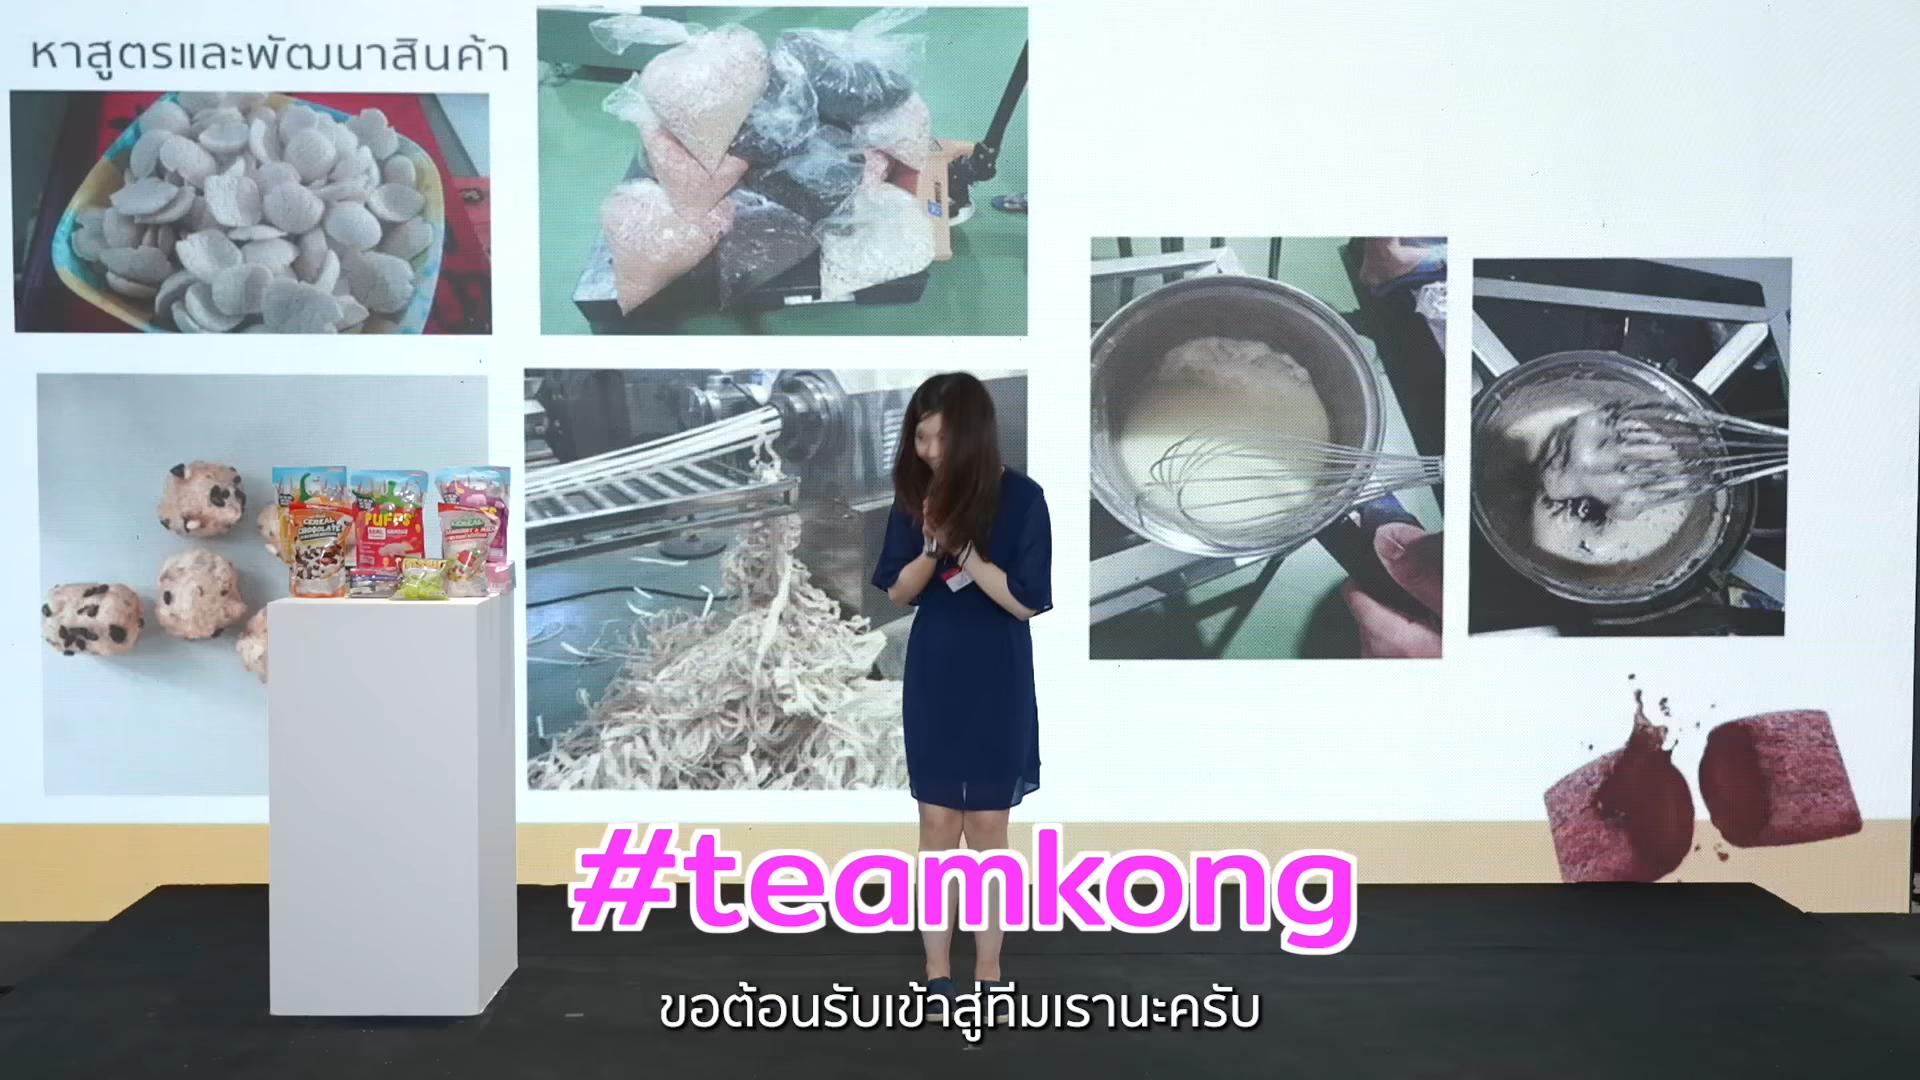 หาสูตรและพัฒนาสินค้า
CEREAL
CHOCOLATE
PUFFS
CEREAL
#teamkong
ขอต้อนรับเข้าสู่ทีมเรานะครับ